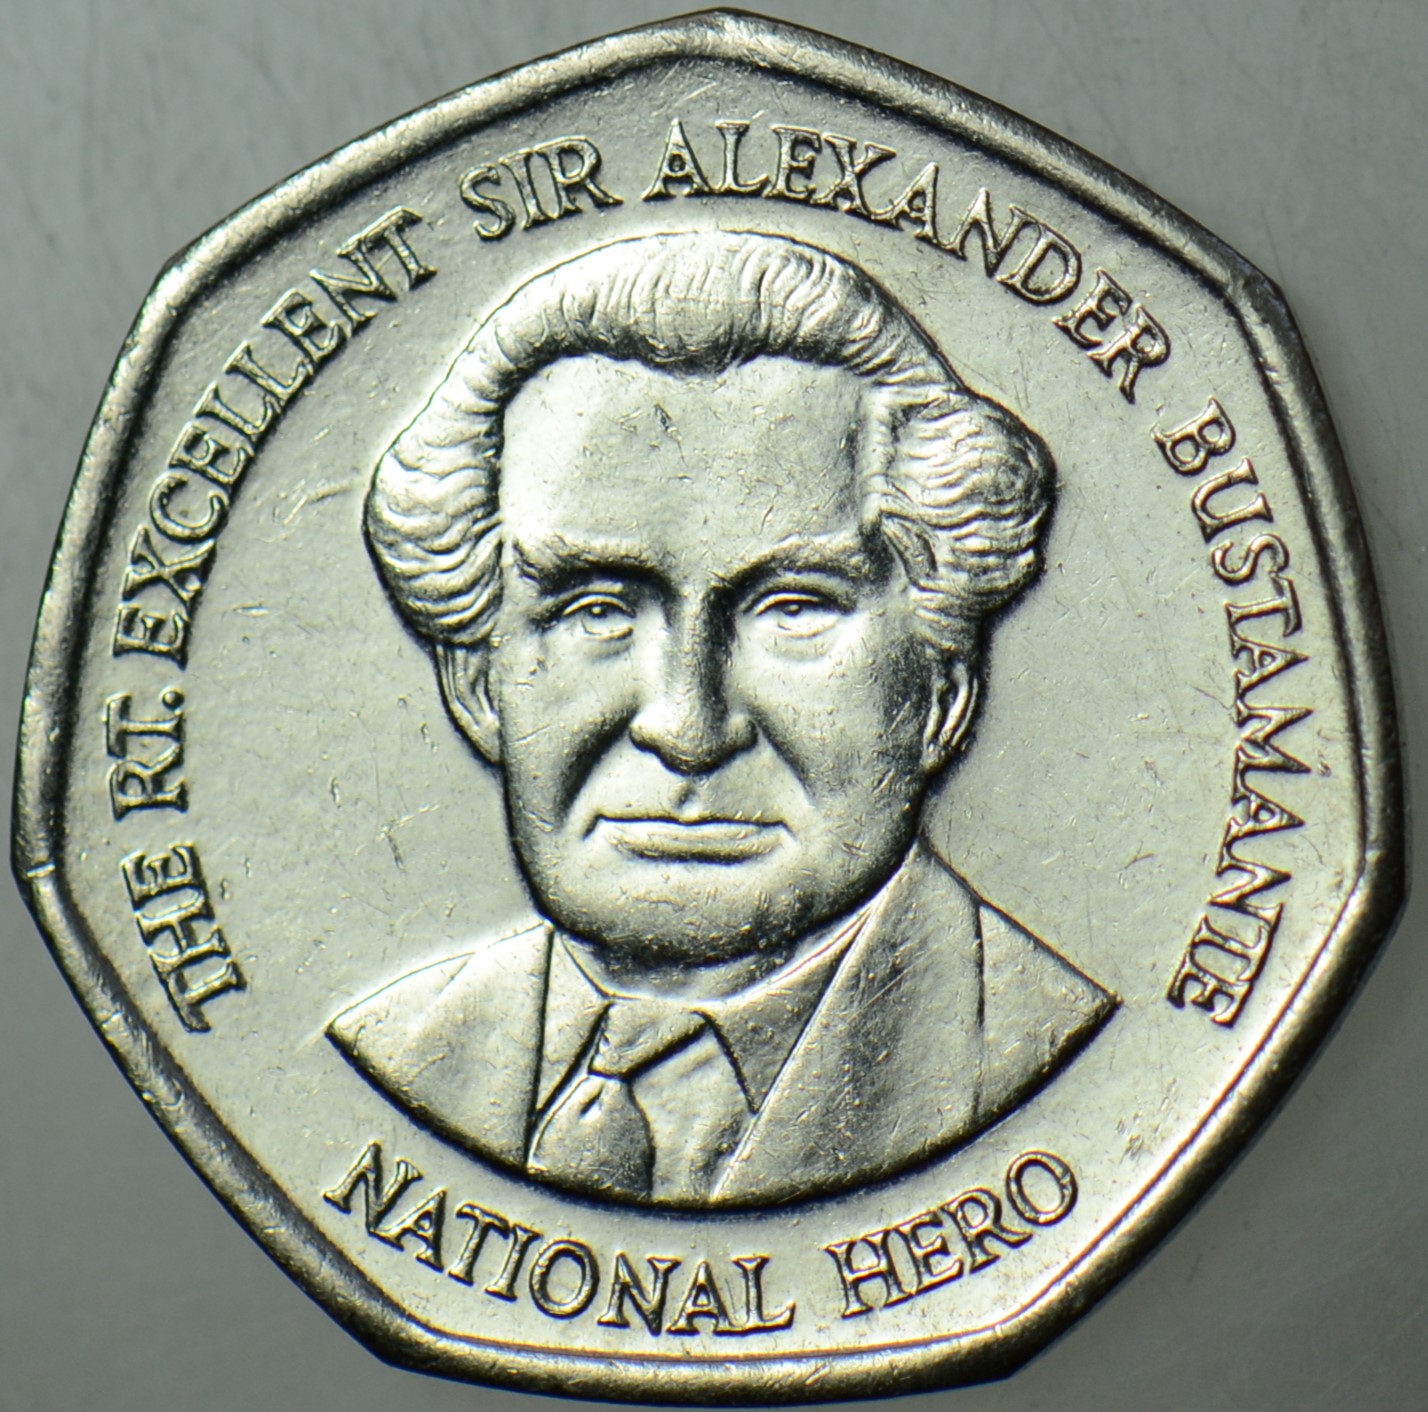 THE RT. EXCELLENT SIR ALEXANDER BUSTAMANTE
NATIONAL HERO